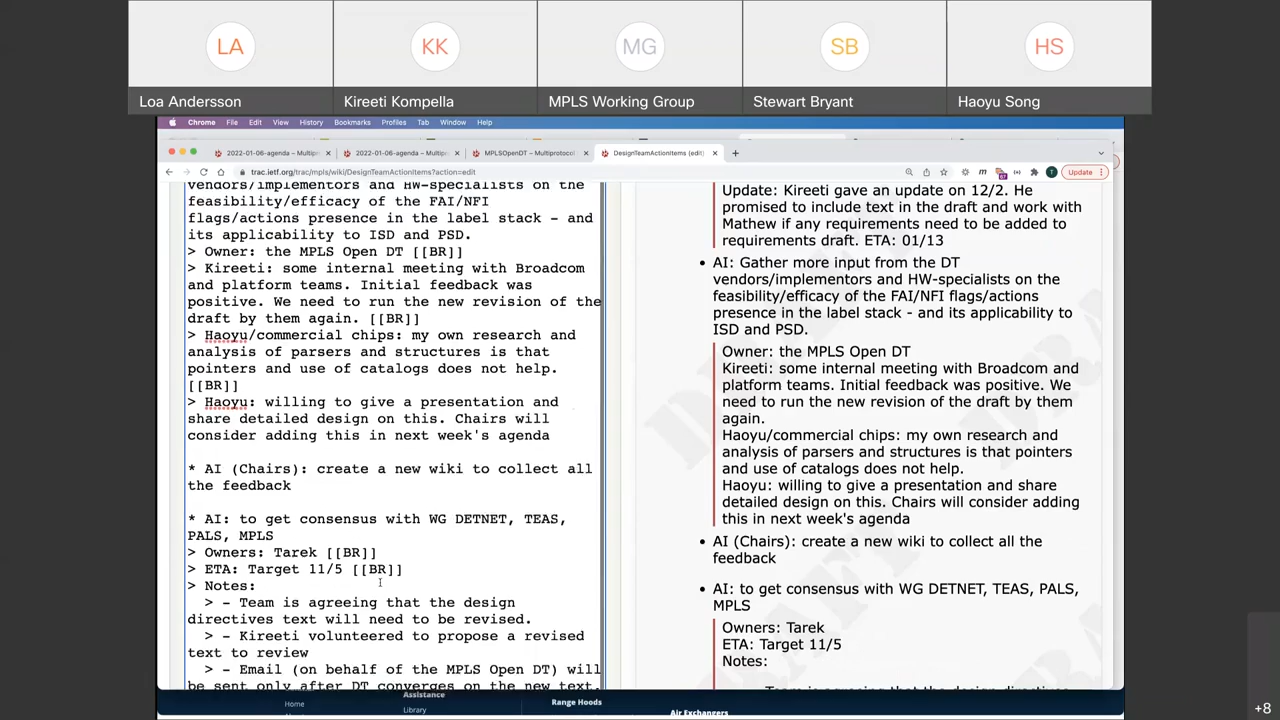 LA
KK
MG
SB
HS
Loa Andersson
Kireeti Kompella
MPLS Working Group
Stewart Bryant
Haoyu Song
Chrome File Edit View History Bookmarks Profiles Tab Window Help
2022-01-06-agenda – Multipro
2022-01-06-agenda – Multipro
MPLSOpenDT – Multiprotocol
DesignTeamActionItems (edit)
trac.ietf.org/trac/mpls/wiki/DesignTeamActionItems?action=edit
Update
vendors/implementors and HW-specialists on the
feasibility/efficacy of the FAI/NFI
flags/actions presence in the label stack - and
its applicability to ISD and PSD.
> Owner: the MPLS Open DT [[BR]]
> Kireeti: some internal meeting with Broadcom
and platform teams. Initial feedback was
positive. We need to run the new revision of the
draft by them again. [[BR]]
> Haoyu/commercial chips: my own research and
analysis of parsers and structures is that
pointers and use of catalogs does not help.
[[BR]]
> Haoyu: willing to give a presentation and
share detailed design on this. Chairs will
consider adding this in next week's agenda
* AI (Chairs): create a new wiki to collect all
the feedback
* AI: to get consensus with WG DETNET, TEAS,
PALS, MPLS
> Owners: Tarek [[BR]]
> ETA: Target 11/5 [[BR]]
> Notes:
> - Team is agreeing that the design
directives text will need to be revised.
> - Kireeti volunteered to propose a revised
text to review
> - Email (on behalf of the MPLS Open DT) will
be sent only after DT converges on the new text.
Update: Kireeti gave an update on 12/2. He
promised to include text in the draft and work with
Mathew if any requirements need to be added to
requirements draft. ETA: 01/13
• AI: Gather more input from the DT
vendors/implementors and HW-specialists on the
feasibility/efficacy of the FAI/NFI flags/actions
presence in the label stack - and its applicability to
ISD and PSD.
Owner: the MPLS Open DT
Kireeti: some internal meeting with Broadcom and
platform teams. Initial feedback was positive. We
need to run the new revision of the draft by them
again.
Haoyu/commercial chips: my own research and
analysis of parsers and structures is that pointers
and use of catalogs does not help.
Haoyu: willing to give a presentation and share
detailed design on this. Chairs will consider adding
this in next week's agenda
• AI (Chairs): create a new wiki to collect all the
feedback
• AI: to get consensus with WG DETNET, TEAS, PALS,
MPLS
Owners: Tarek
ETA: Target 11/5
Notes:
Team is agreeing that the design directives
Assistance
Home
Library
Range Hoods
Air Exchangers
+8